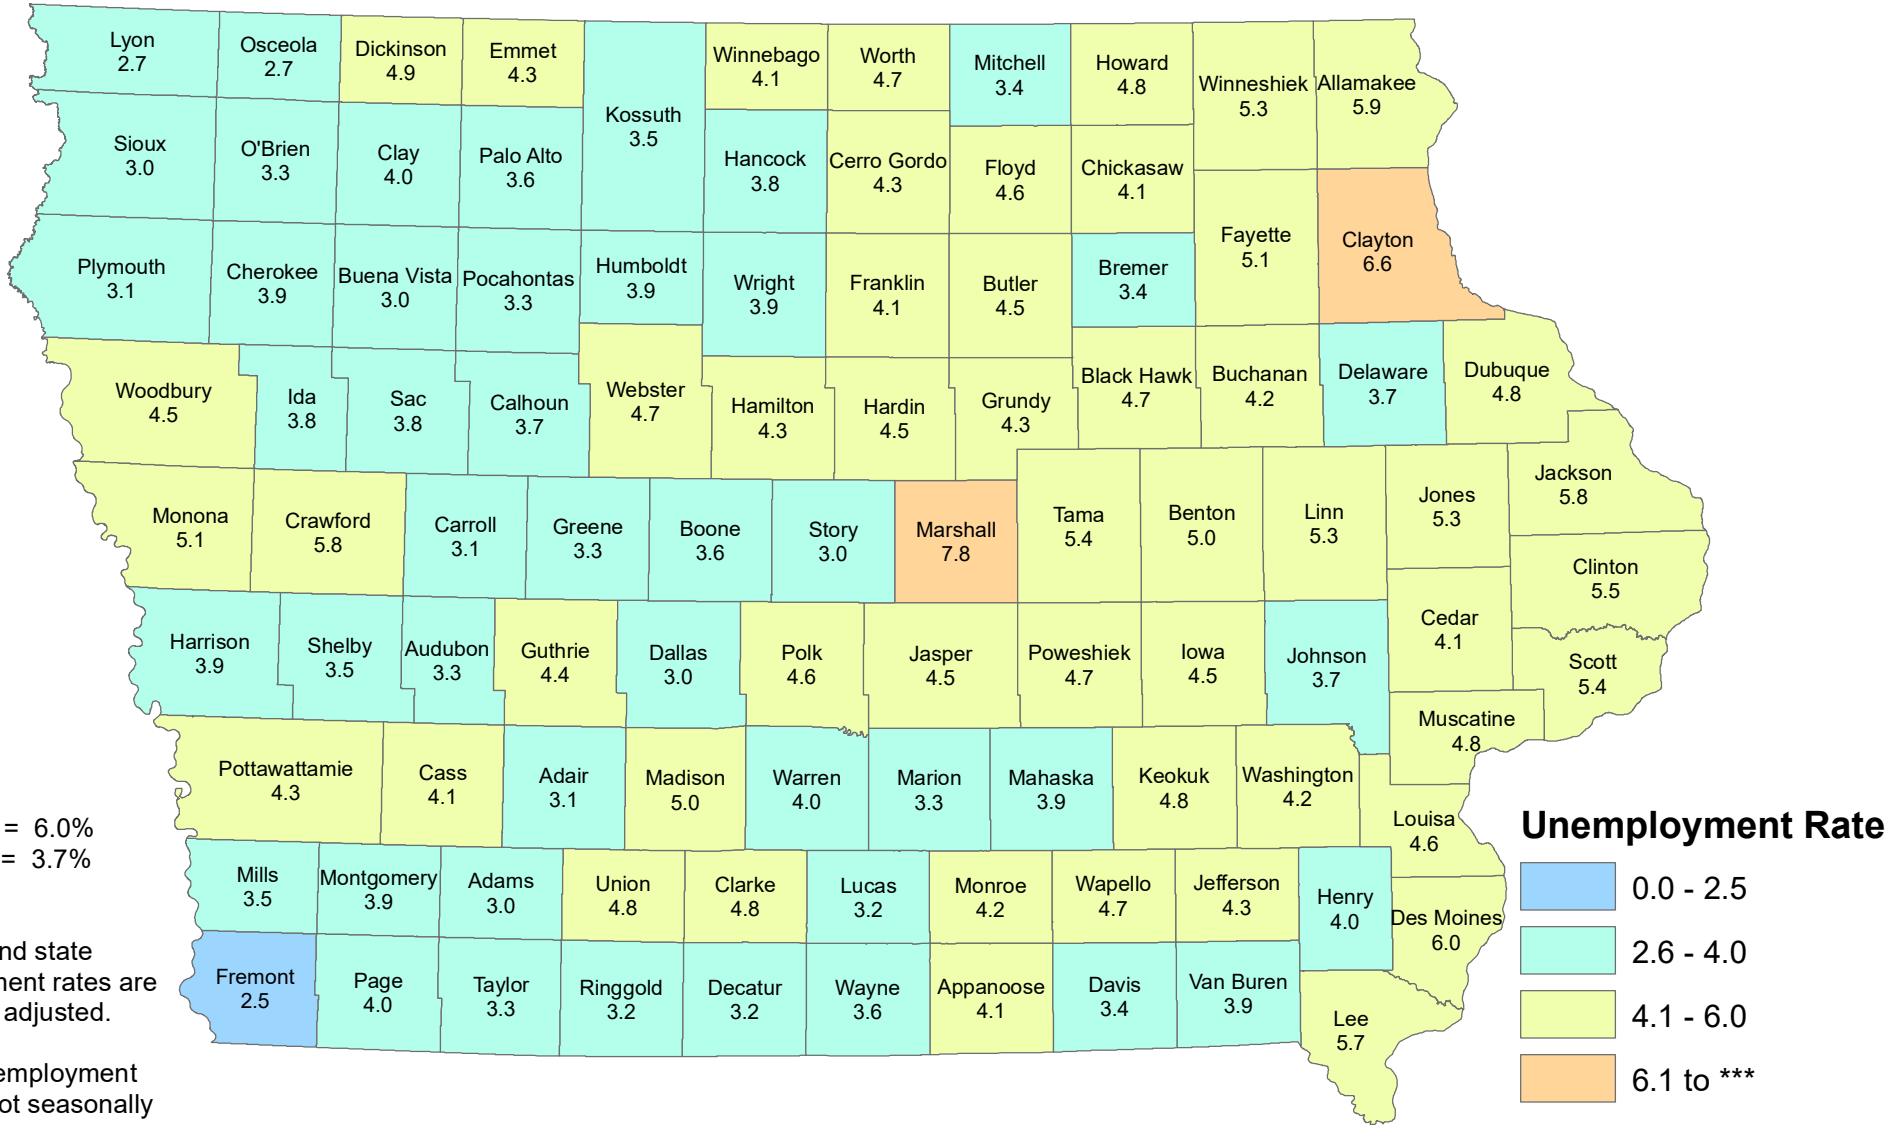 Lyon
2.7
Osceola
2.7
Dickinson
4.9
Emmet
4.3
Kossuth
3.5
Winnebago
4.1
Worth
4.7
Mitchell
3.4
Howard
4.8
Winneshiek
5.3
Allamakee
5.9
Sioux
3.0
O'Brien
3.3
Clay
4.0
Palo Alto
3.6
Hancock
3.8
Cerro Gordo
4.3
Floyd
4.6
Chickasaw
4.1
Fayette
5.1
Clayton
6.6
Plymouth
3.1
Cherokee
3.9
Buena Vista
3.0
Pocahontas
3.3
Humboldt
3.9
Wright
3.9
Franklin
4.1
Butler
4.5
Bremer
3.4
Woodbury
4.5
Ida
3.8
Sac
3.8
Calhoun
3.7
Webster
4.7
Hamilton
4.3
Hardin
4.5
Grundy
4.3
Black Hawk
4.7
Buchanan
4.2
Delaware
3.7
Dubuque
4.8
Monona
5.1
Crawford
5.8
Carroll
3.1
Greene
3.3
Boone
3.6
Story
3.0
Marshall
7.8
Tama
5.4
Benton
5.0
Linn
5.3
Jones
5.3
Jackson
5.8
Clinton
5.5
Harrison
3.9
Shelby
3.5
Audubon
3.3
Guthrie
4.4
Dallas
3.0
Polk
4.6
Jasper
4.5
Poweshiek
4.7
Iowa
4.5
Johnson
3.7
Cedar
4.1
Scott
5.4
Muscatine
4.8
Pottawattamie
4.3
Cass
4.1
Adair
3.1
Madison
5.0
Warren
4.0
Marion
3.3
Mahaska
3.9
Keokuk
4.8
Washington
4.2
Louisa
4.6
Mills
3.5
Montgomery
3.9
Adams
3.0
Union
4.8
Clarke
4.8
Lucas
3.2
Monroe
4.2
Wapello
4.7
Jefferson
4.3
Henry
4.0
Des Moines
6.0
Fremont
2.5
Page
4.0
Taylor
3.3
Ringgold
3.2
Decatur
3.2
Wayne
3.6
Appanoose
4.1
Davis
3.4
Van Buren
3.9
Lee
5.7
= 6.0%
= 3.7%
nd state
ment rates are
adjusted.
employment
ot seasonally
Unemployment Rate
0.0 - 2.5
2.6 - 4.0
4.1 - 6.0
6.1 to ***